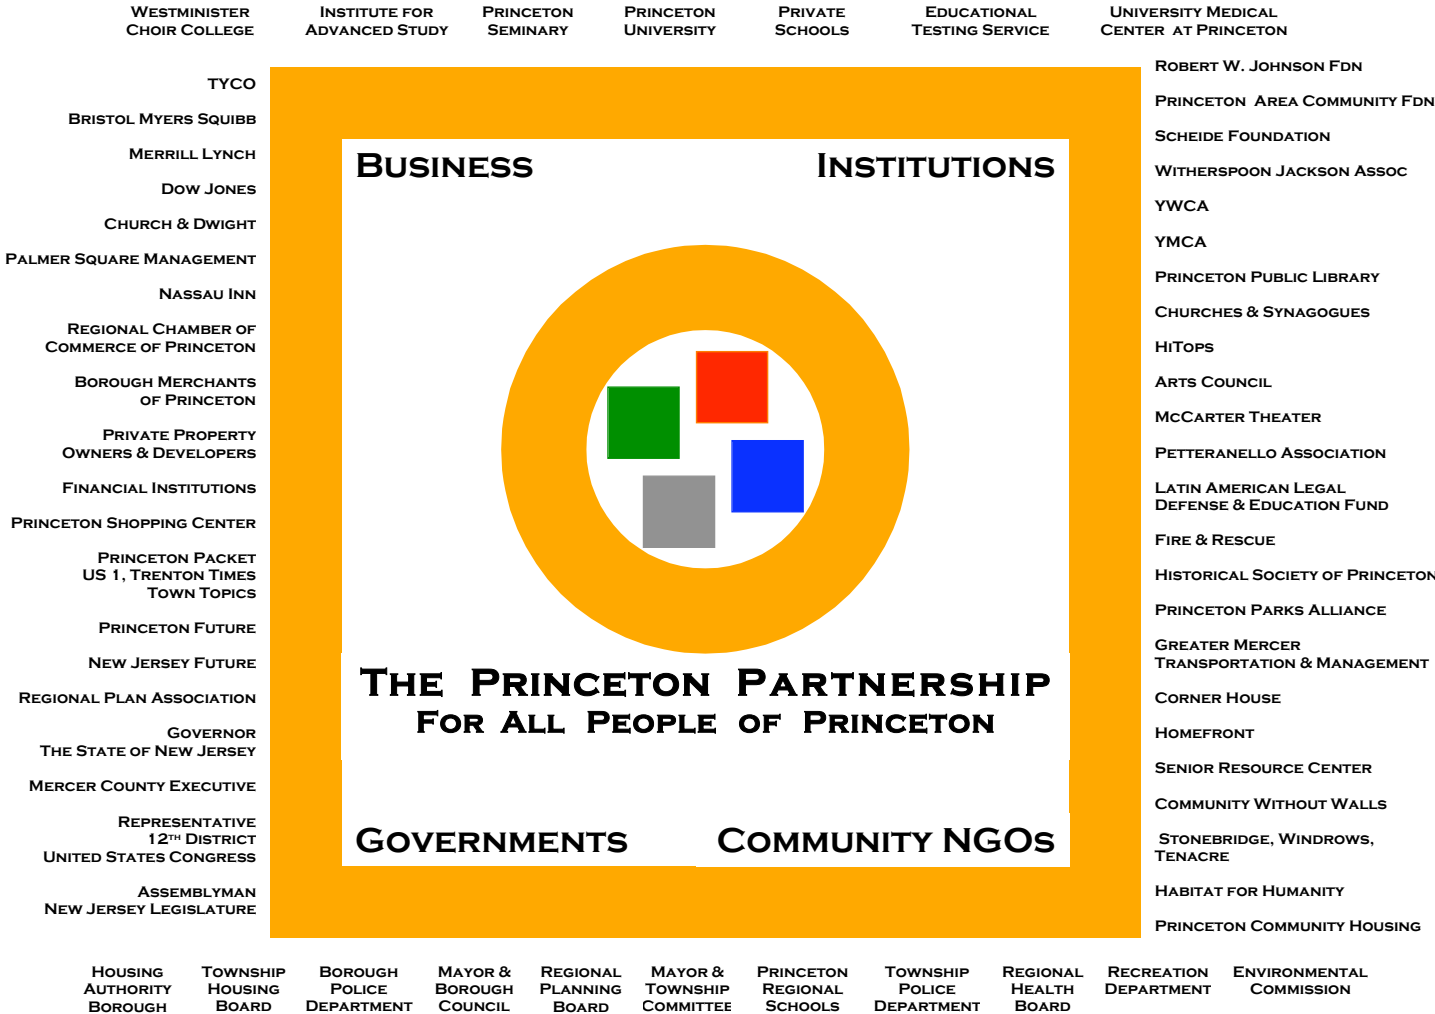 Westminister
Choir College
Institute for
Advanced Study
Princeton
Seminary
Princeton
University
Private
Schools
Educational
Testing Service
University Medical
Center at Princeton
TYCO
Bristol Myers Squibb
Merrill Lynch
Dow Jones
Church & Dwight
Palmer Square Management
Nassau Inn
Regional Chamber of
Commerce of Princeton
Borough Merchants
of Princeton
Private Property
Owners & Developers
Financial Institutions
Princeton Shopping Center
Princeton Packet
US 1, Trenton Times
Town Topics
Princeton Future
New Jersey Future
Regional Plan Association
Governor
The State of New Jersey
Mercer County Executive
Representative
12th District
United States Congress
Assemblyman
New Jersey Legislature
Business
Institutions
The Princeton Partnership
For All People of Princeton
Governments
Community NGOs
Robert W. Johnson Fdn
Princeton Area Community Fdn
Scheide Foundation
Witherspoon Jackson Assoc
YWCA
YMCA
Princeton Public Library
Churches & Synagogues
HiTops
Arts Council
McCarter Theater
Petteranello Association
Latin American Legal
Defense & Education Fund
Fire & Rescue
Historical Society of Princeton
Princeton Parks Alliance
Greater Mercer
Transportation & Management
Corner House
Homefront
Senior Resource Center
Community Without Walls
Stonebridge, Windrows,
Tenacre
Habitat for Humanity
Princeton Community Housing
Housing
Authority
Borough
Township
Housing
Board
Borough
Police
Department
Mayor &
Borough
Council
Regional
Planning
Board
Mayor &
Township
Committee
Princeton
Regional
Schools
Township
Police
Department
Regional
Health
Board
Recreation
Department
Environmental
Commission